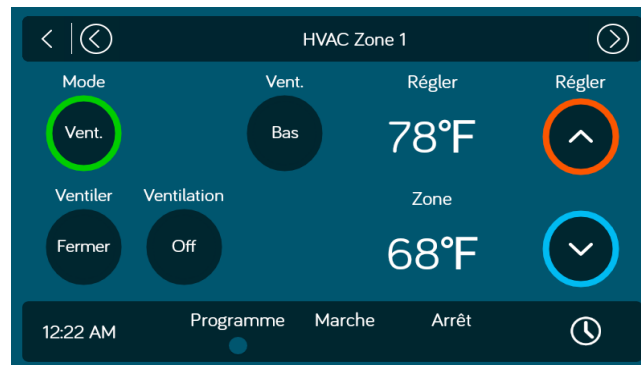 HVAC Zone 1
Mode Vent. Régler Régler
Vent. Bas 78°F
Ventiler Ventilation Zone
Fermer Off 68°F
12:22 AM Programme Marche Arrêt